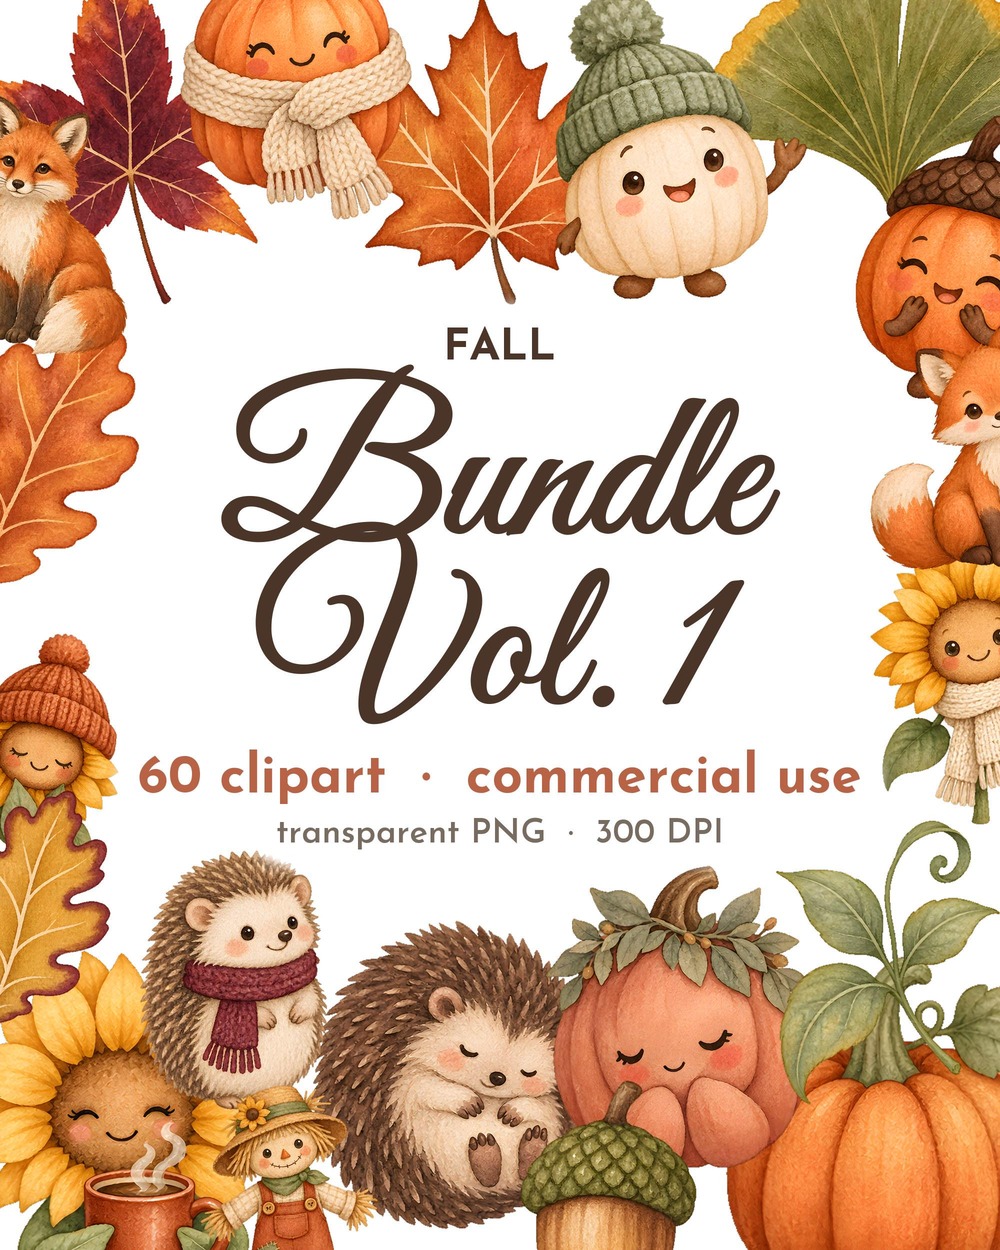 FALL
Bundle
Vol. 1
60 clipart · commercial use
transparent PNG · 300 DPI